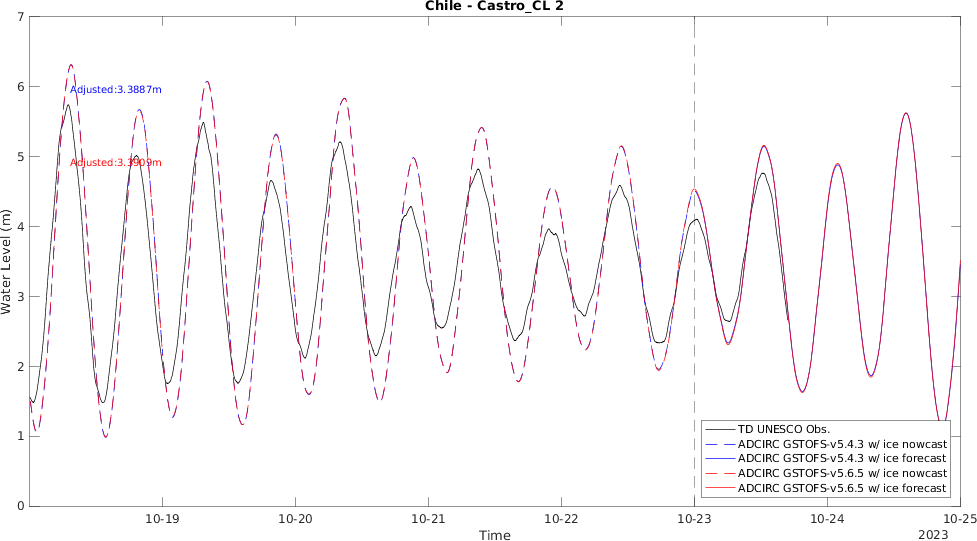 Chile - Castro_CL 2
7
6
5
4
3
2
1
0
Water Level (m)
Adjusted:3.3887m
Adjusted:3.3909m
TD UNESCO Obs.
ADCIRC GSTOFS-v5.4.3 w/ ice nowcast
ADCIRC GSTOFS-v5.4.3 w/ ice forecast
ADCIRC GSTOFS-v5.6.5 w/ ice nowcast
ADCIRC GSTOFS-v5.6.5 w/ ice forecast
10-19 10-20 10-21 10-22 10-23 10-24 10-25
Time
2023